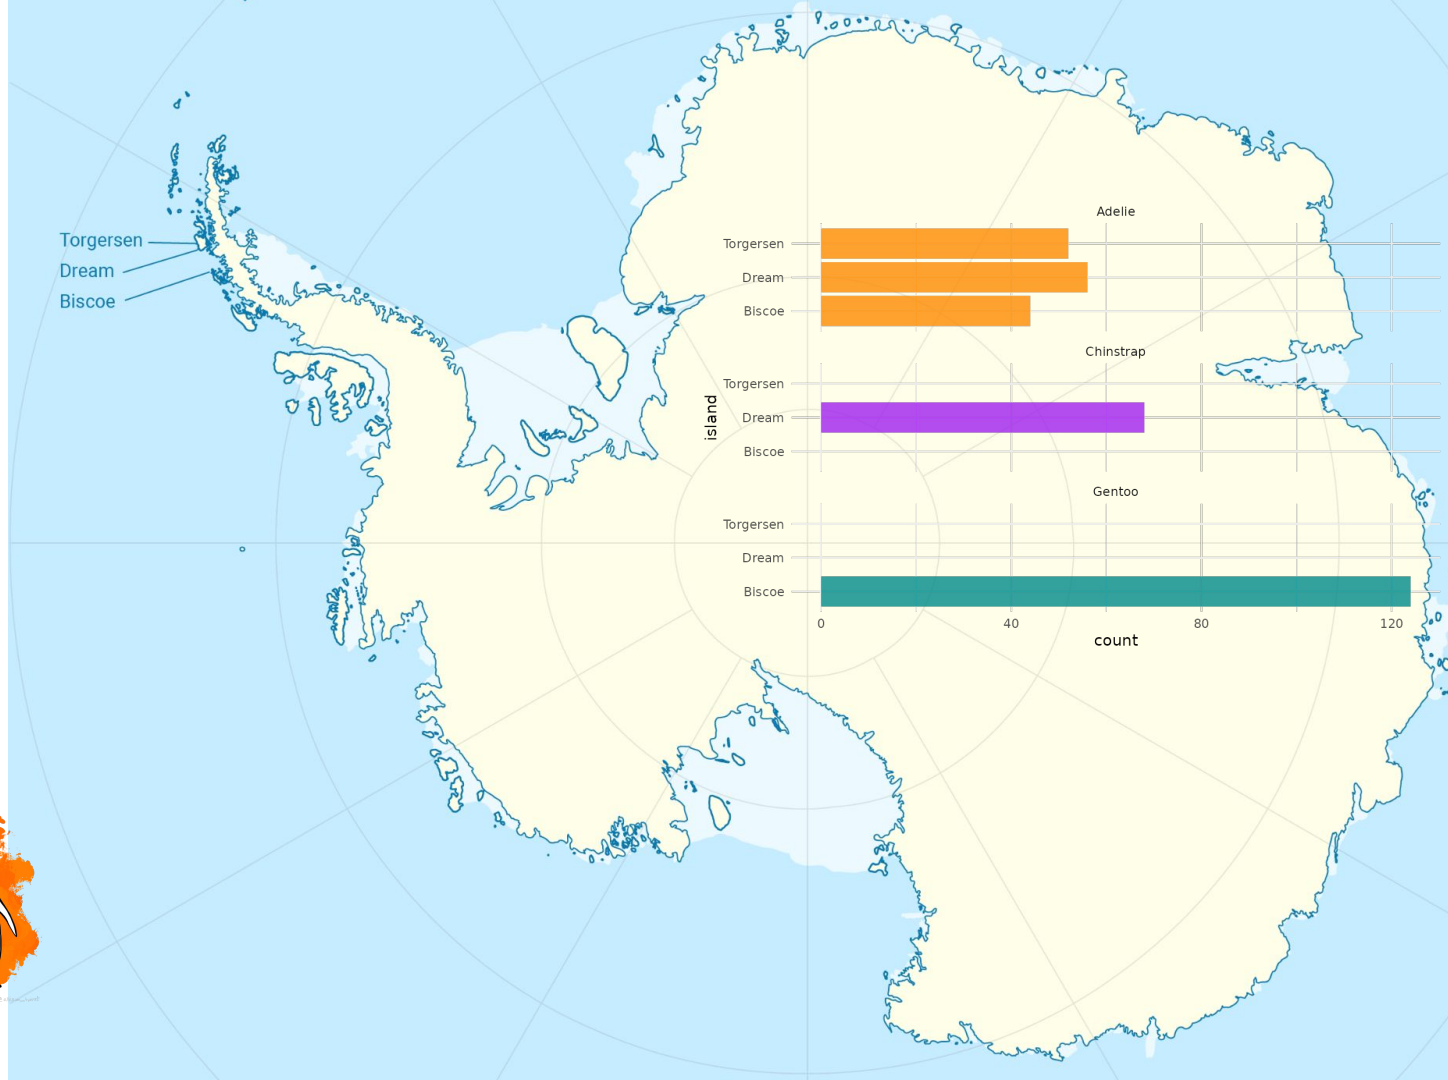 Torgersen
Dream
Biscoe
Adelie
Torgersen
Dream
Biscoe
Chinstrap
Torgersen
Dream
Biscoe
Gentoo
Torgersen
Dream
Biscoe
island
0 40 80 120
count